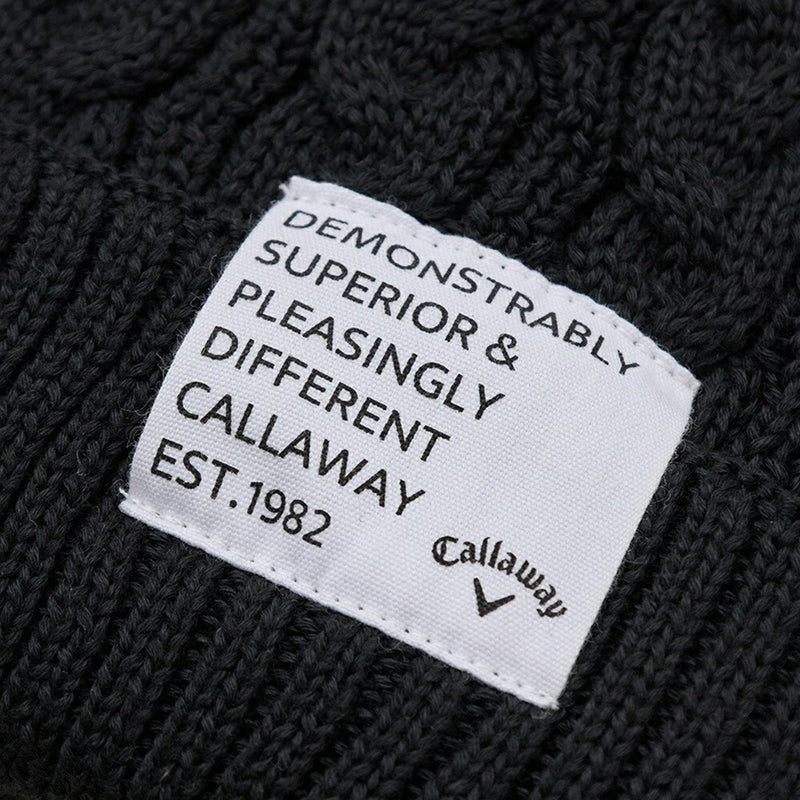 DEMONSTRABLY
SUPERIOR &
PLEASINGLY
DIFFERENT
CALLAWAY
EST.1982
Callaway